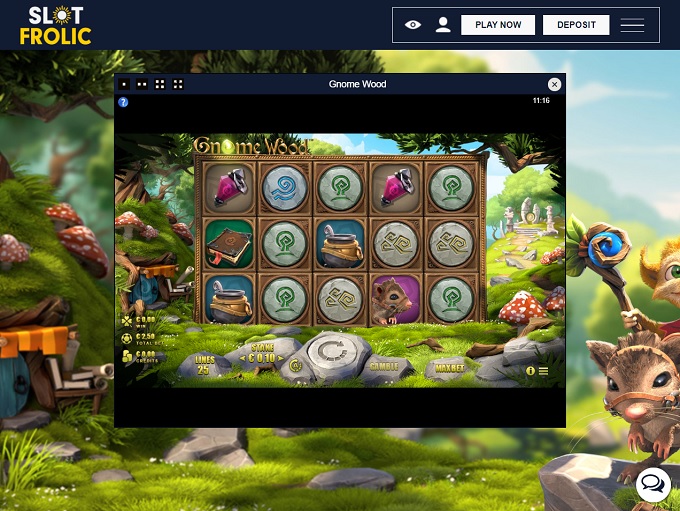 SLOT
FROLIC
PLAY NOW
DEPOSIT
Gnome Wood
?
11:16
Gnome Wood
€ 0,00
WIN
€ 2,50
TOTAL BET
€ 0,00
CREDITS
LINES
25
STAKE
€ 0,10
GAMBLE
MAXBET